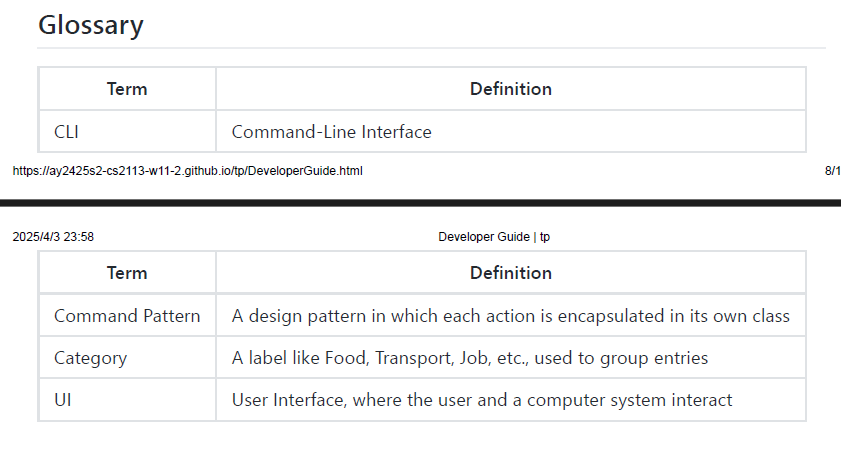 Glossary
Term Definition
CLI Command-Line Interface
https://ay2425s2-cs2113-w11-2.github.io/tp/DeveloperGuide.html 8/1
2025/4/3 23:58 Developer Guide | tp
Term Definition
Command Pattern A design pattern in which each action is encapsulated in its own class
Category A label like Food, Transport, Job, etc., used to group entries
UI User Interface, where the user and a computer system interact